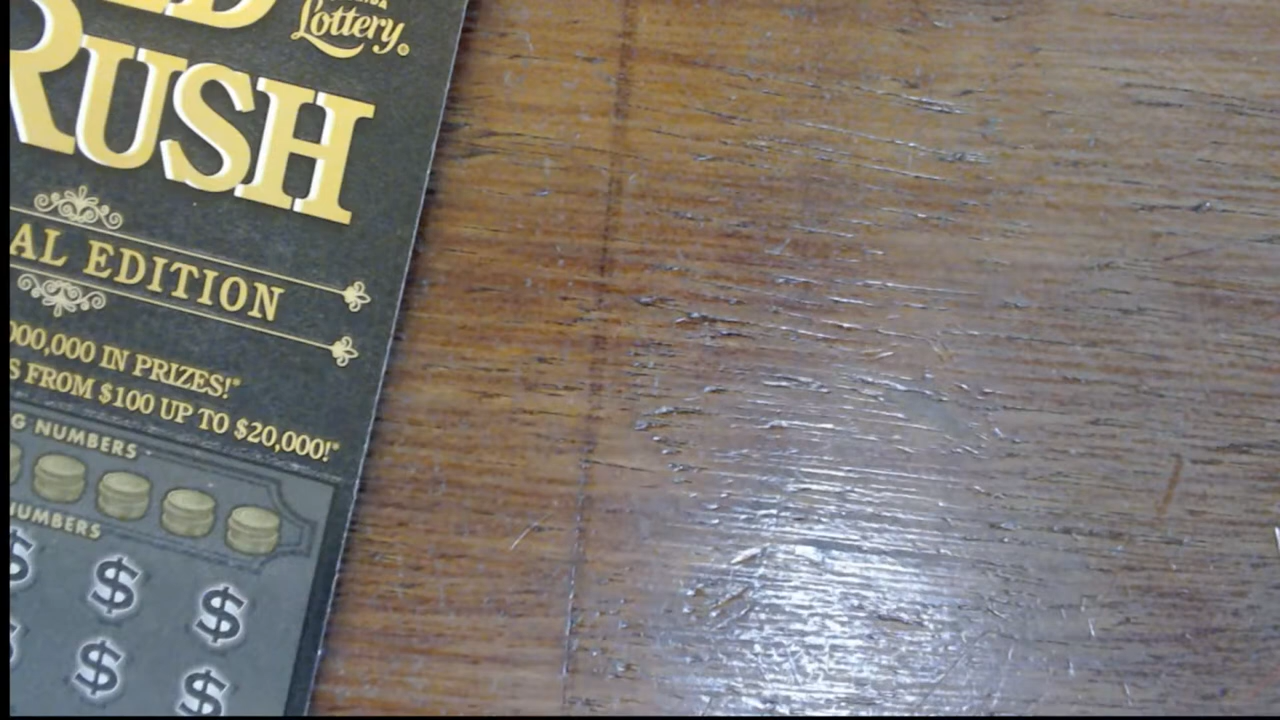 Lottery
RUSH
AL EDITION
000,000 IN PRIZES!*
S FROM $100 UP TO $20,000!*
G NUMBERS
NUMBERS
$ $ $
$ $